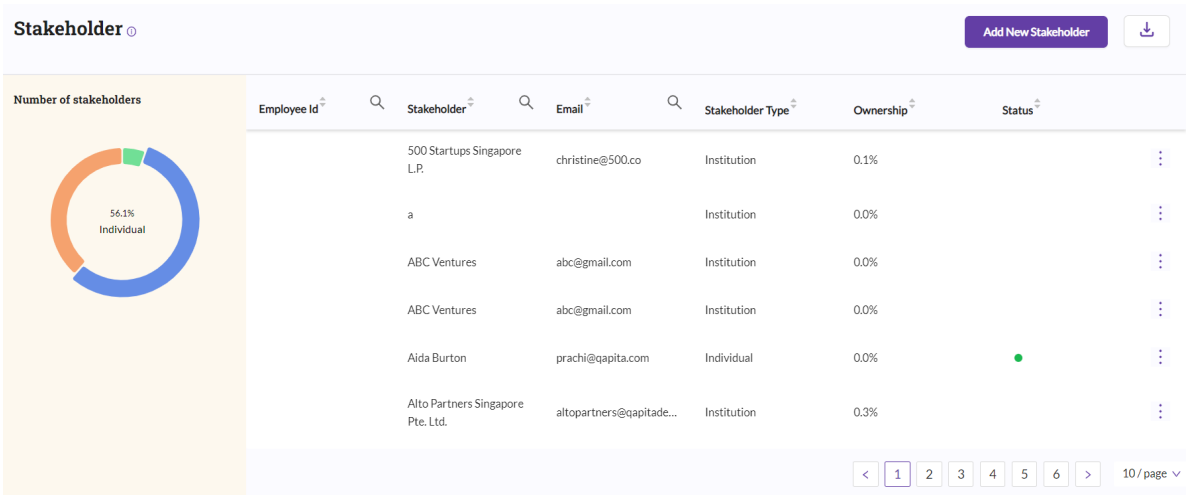 Stakeholder
Add New Stakeholder
Number of stakeholders
56.1%
Individual
Employee Id Stakeholder Email Stakeholder Type Ownership Status
500 Startups Singapore
L.P. christine@500.co Institution 0.1%
a Institution 0.0%
ABC Ventures abc@gmail.com Institution 0.0%
ABC Ventures abc@gmail.com Institution 0.0%
Aida Burton prachi@qapita.com Individual 0.0%
Alto Partners Singapore
Pte. Ltd. altopartners@qapitade... Institution 0.3%
< 1 2 3 4 5 6 > 10 / page